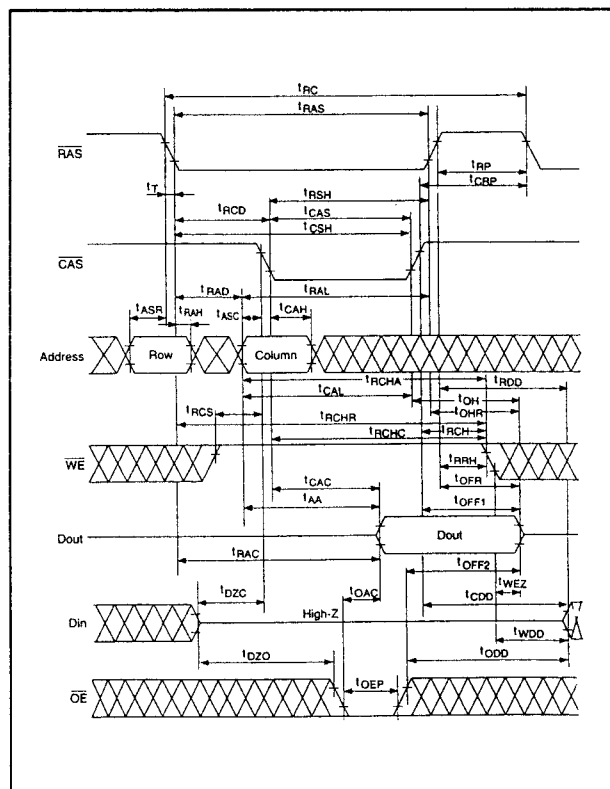 tRC
tRAS
RAS
tRP
tT
tCRP
tRSH
tRCD
tCAS
tCSH
CAS
tRAD
tRAL
tASR
tRAH
tASC
tCAH
Address
Row
Column
tRCHA
tRDD
tCAL
tOH
tRCS
tRCHR
tOHR
tRCHC
tRCH
WE
tRRH
tCAC
tOFR
tAA
tOFF1
Dout
Dout
tRAC
tOFF2
tDZC
tOAC
tWEZ
tCDD
Din
High-Z
tWDD
tDZO
tODD
tOEP
OE